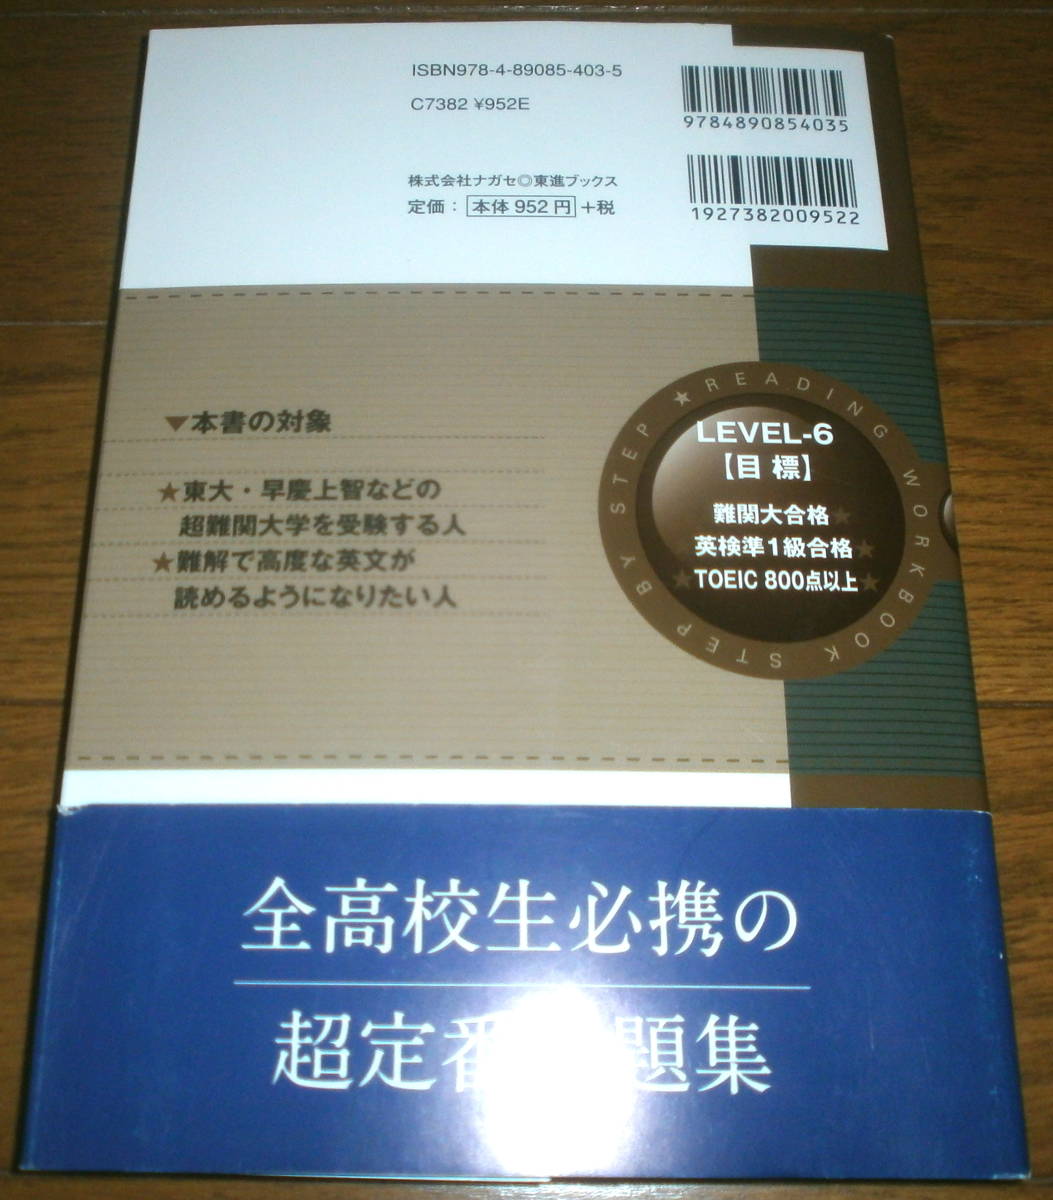 ISBN978-4-89085-403-5
C7382 ¥952E
9784890854035
株式会社ナガセ◎東進ブックス
定価： 本体 952 円 +税
1927382009522
▼本書の対象
★東大・早慶上智などの
超難関大学を受験する人
★難解で高度な英文が
読めるようになりたい人
★ READING WORKBOOK STEP BY STEP
LEVEL-6
【目 標】
難関大合格★
英検準1級合格★
★TOEIC 800点以上★
全高校生必携の
超定番 題集